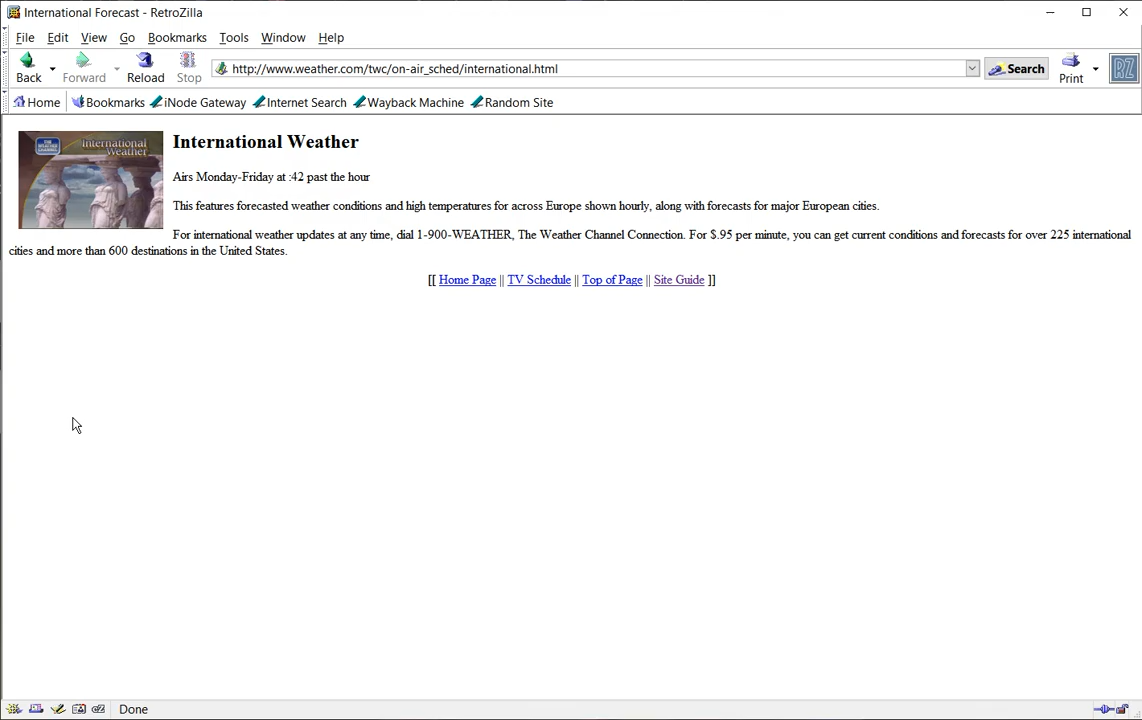 International Forecast - RetroZilla
File Edit View Go Bookmarks Tools Window Help
Back Forward Reload Stop http://www.weather.com/twc/on-air_sched/international.html Search Print RZ
Home Bookmarks iNode Gateway Internet Search Wayback Machine Random Site
THE WEATHER CHANNEL International Weather
International Weather
Airs Monday-Friday at :42 past the hour
This features forecasted weather conditions and high temperatures for across Europe shown hourly, along with forecasts for major European cities.
For international weather updates at any time, dial 1-900-WEATHER, The Weather Channel Connection. For $.95 per minute, you can get current conditions and forecasts for over 225 international
cities and more than 600 destinations in the United States.
[[ Home Page || TV Schedule || Top of Page || Site Guide ]]
Done